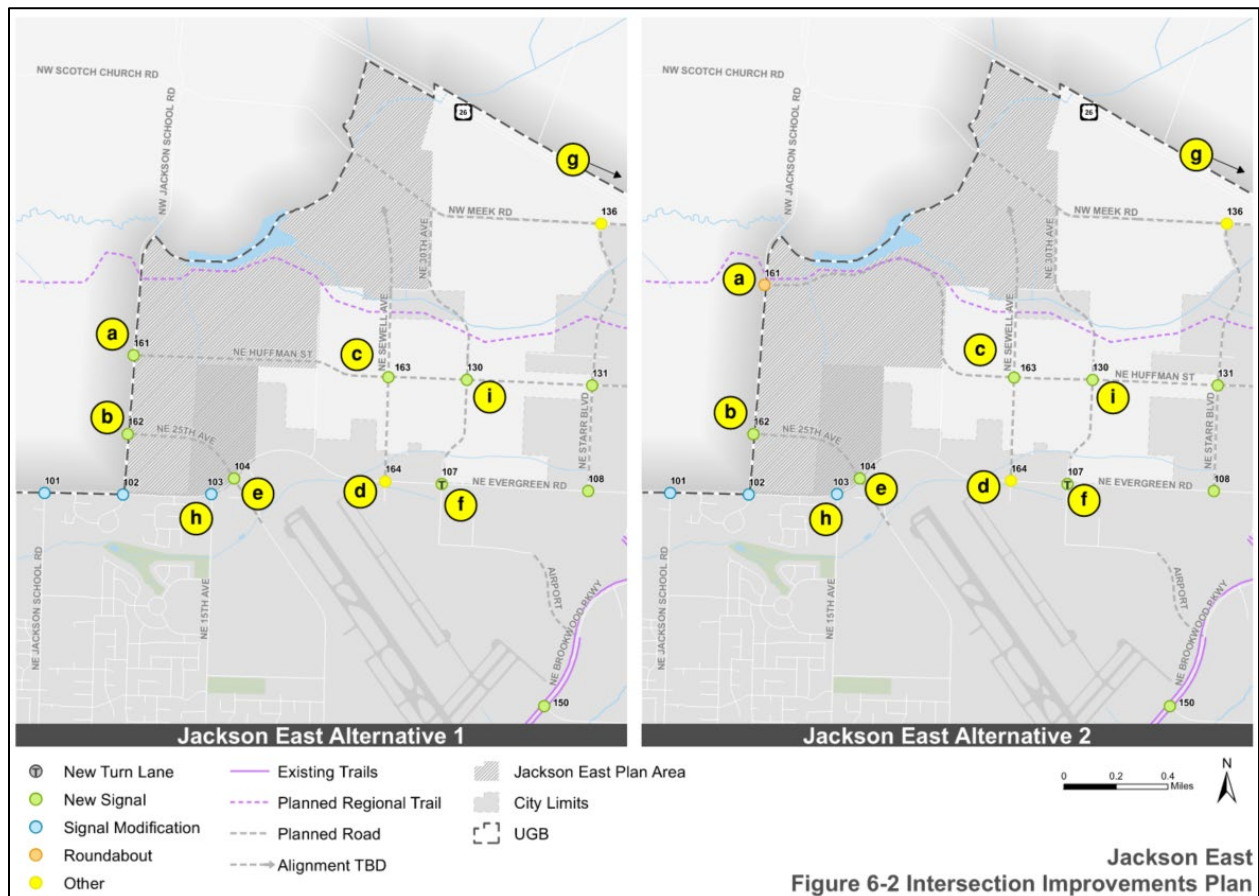 NW SCOTCH CHURCH RD
NW JACKSON SCHOOL RD
26
g
136
NW MEEK RD
NE 30TH AVE
NE SEWELL AVE
a
161
NE HUFFMAN ST
c
163
130
i
131
NE STARR BLVD
b
162
NE 25TH AVE
104
e
101
102
103
h
164
d
107
T
f
NE EVERGREEN RD
108
NE JACKSON SCHOOL RD
NE 15TH AVE
AIRPORT
NE BROOKWOOD PKWY
150
Jackson East Alternative 1
NW SCOTCH CHURCH RD
NW JACKSON SCHOOL RD
26
g
136
NW MEEK RD
NE 30TH AVE
NE SEWELL AVE
a
161
c
163
130
i
NE HUFFMAN ST
131
NE STARR BLVD
b
162
NE 25TH AVE
104
e
101
102
103
h
164
d
107
T
f
NE EVERGREEN RD
108
NE JACKSON SCHOOL RD
NE 15TH AVE
AIRPORT
NE BROOKWOOD PKWY
150
Jackson East Alternative 2
T New Turn Lane
New Signal
Signal Modification
Roundabout
Other
Existing Trails
Planned Regional Trail
Planned Road
Alignment TBD
Jackson East Plan Area
City Limits
UGB
0 0.2 0.4
Miles
N
Jackson East
Figure 6-2 Intersection Improvements Plan